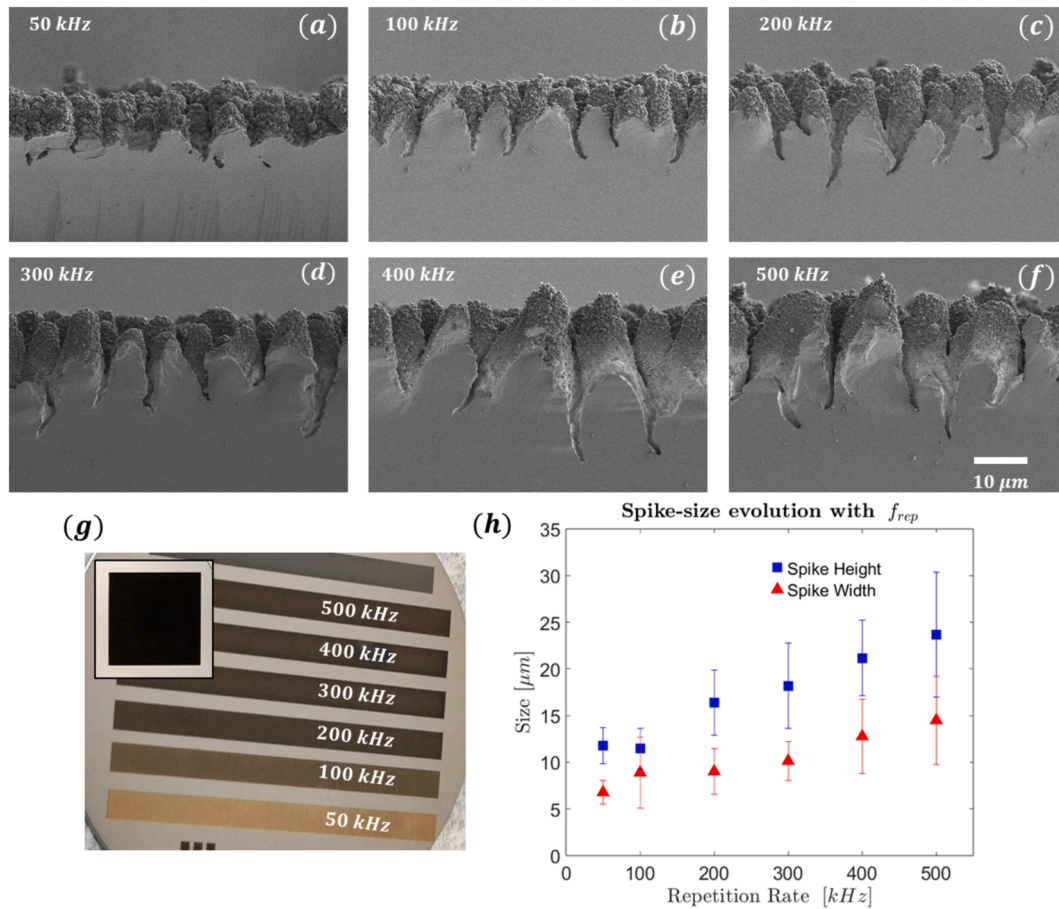 50 kHz
(a)
100 kHz
(b)
200 kHz
(c)
300 kHz
(d)
400 kHz
(e)
500 kHz
(f)
10 μm
(g)
500 kHz
400 kHz
300 kHz
200 kHz
100 kHz
50 kHz
(h)
Spike-size evolution with f_rep
Spike Height
Spike Width
Size [μm]
35
30
25
20
15
10
5
0
0 100 200 300 400 500
Repetition Rate [kHz]